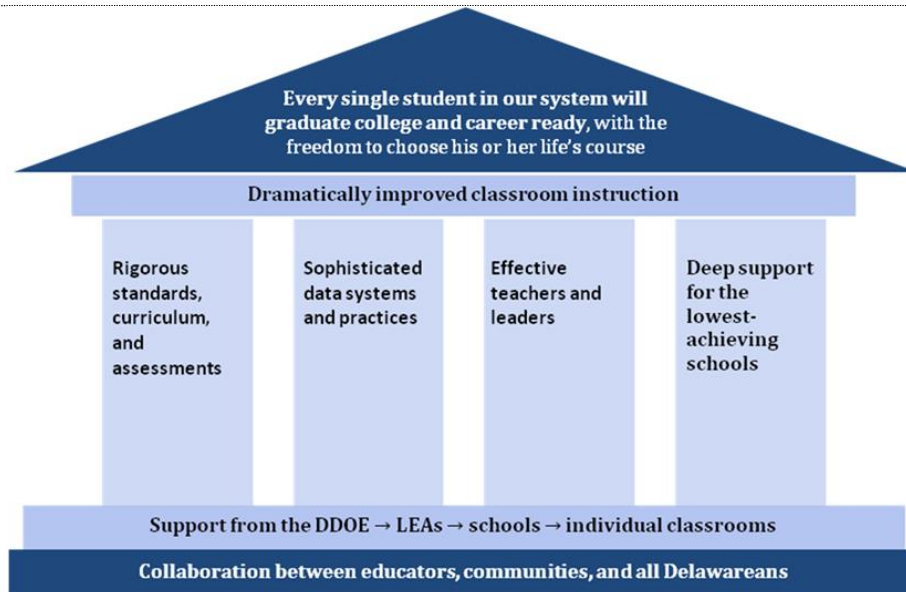 Every single student in our system will
graduate college and career ready, with the
freedom to choose his or her life's course
Dramatically improved classroom instruction
Rigorous
standards,
curriculum,
and
assessments
Sophisticated
data systems
and practices
Effective
teachers and
leaders
Deep support
for the
lowest-
achieving
schools
Support from the DDOE → LEAs → schools → individual classrooms
Collaboration between educators, communities, and all Delawareans